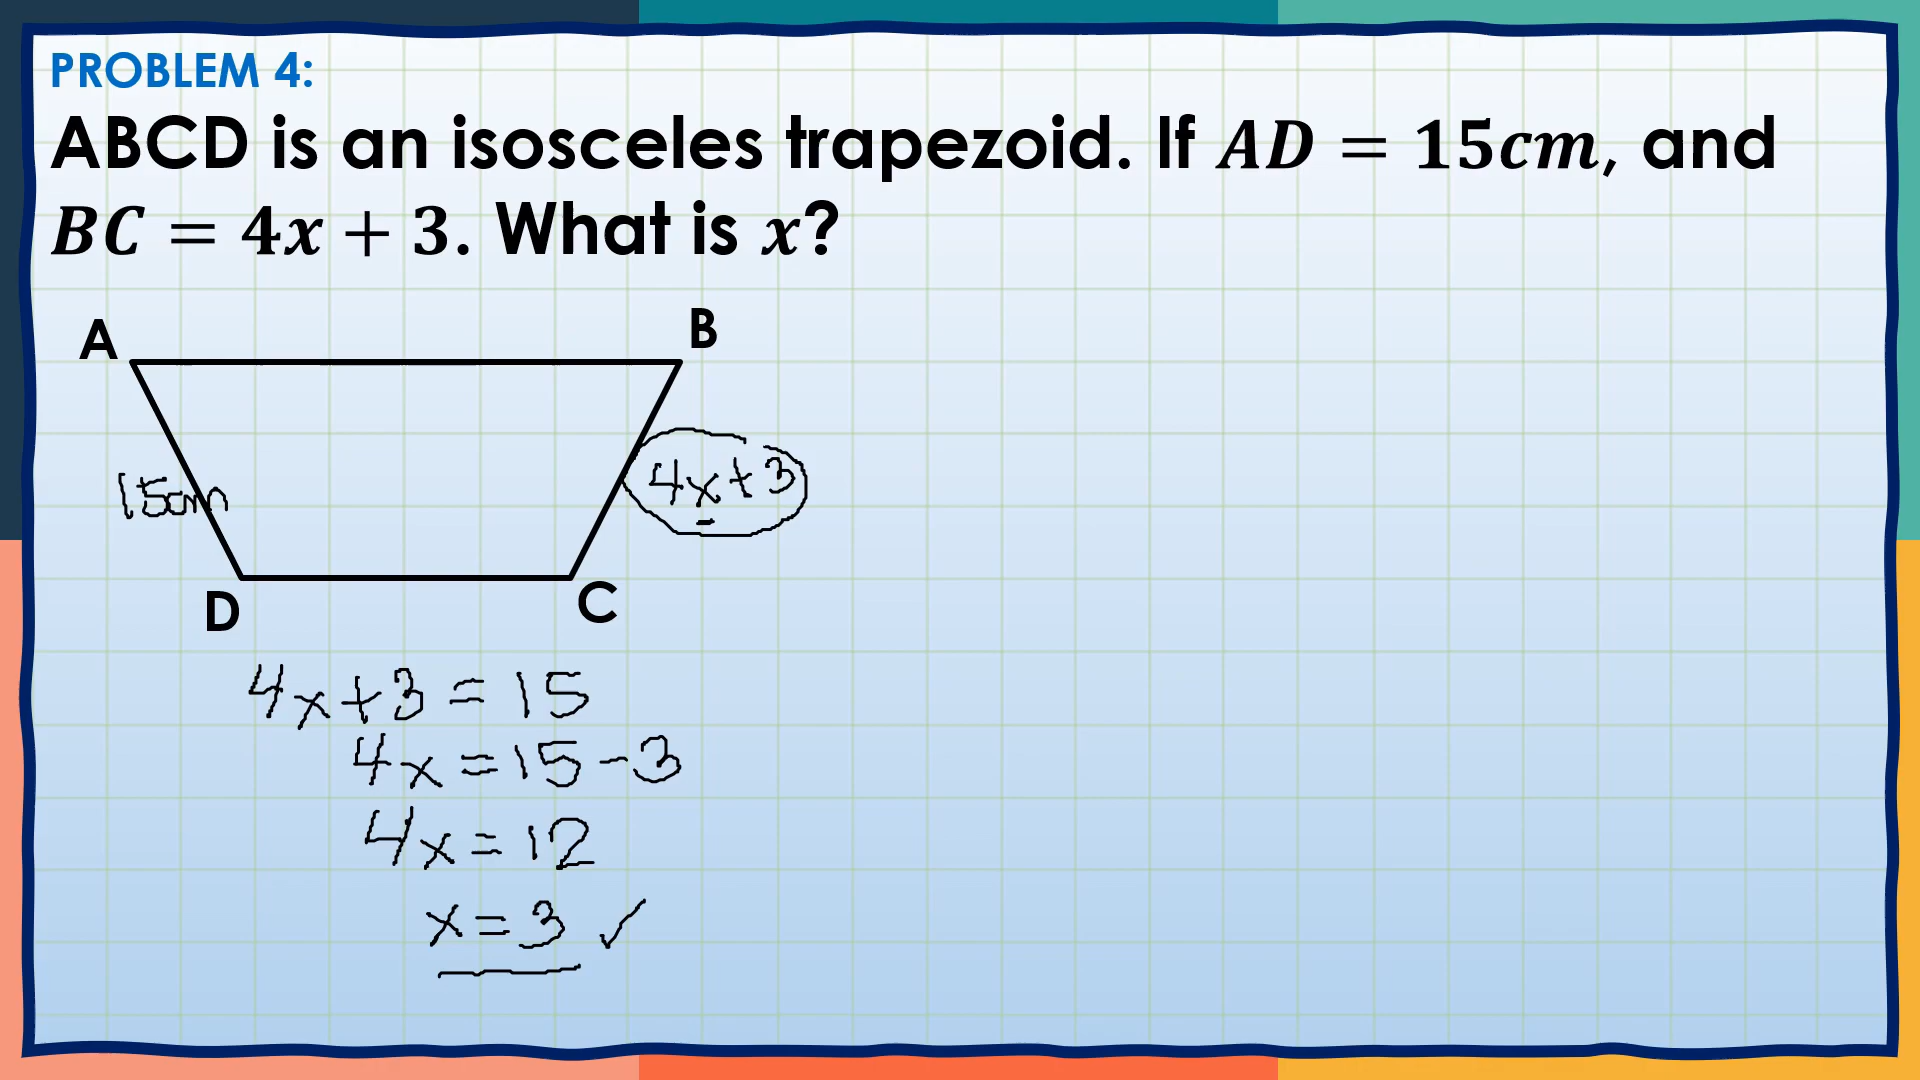 PROBLEM 4:
ABCD is an isosceles trapezoid. If AD = 15cm, and
BC = 4x + 3. What is x?
A
B
15cm
4x+3
D
C
4x+3 = 15
4x = 15-3
4x = 12
x = 3 ✓